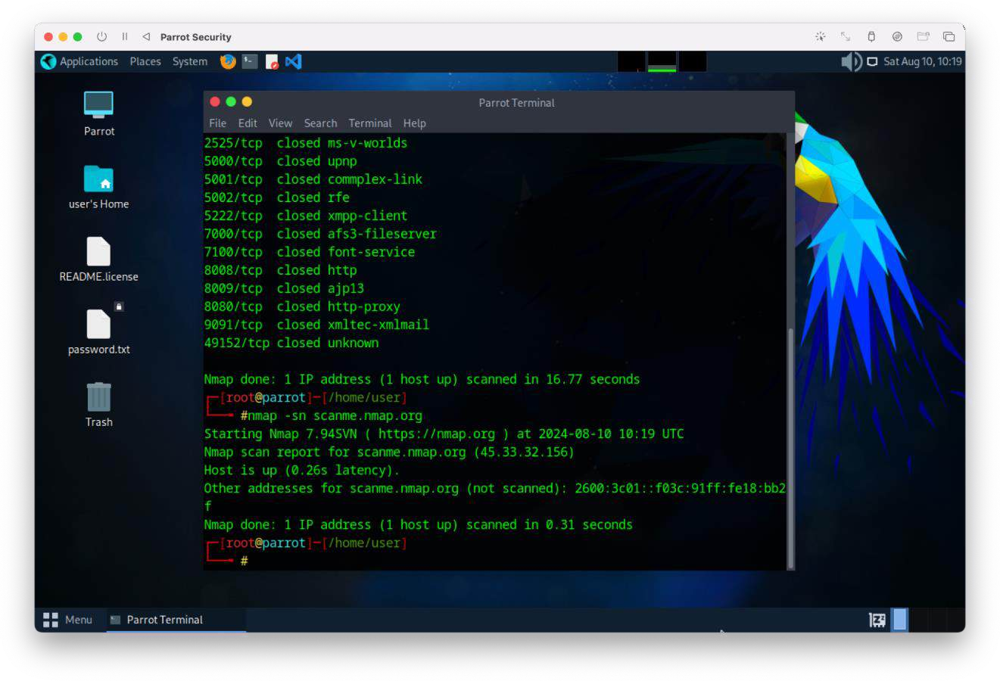 Parrot Security
Applications Places System
Sat Aug 10, 10:19
Parrot
user's Home
README.license
password.txt
Trash
Parrot Terminal
File Edit View Search Terminal Help
2525/tcp closed ms-v-worlds
5000/tcp closed upnp
5001/tcp closed commplex-link
5002/tcp closed rfe
5222/tcp closed xmpp-client
7000/tcp closed afs3-fileserver
7100/tcp closed font-service
8008/tcp closed http
8009/tcp closed ajp13
8080/tcp closed http-proxy
9091/tcp closed xmltec-xmlmail
49152/tcp closed unknown
Nmap done: 1 IP address (1 host up) scanned in 16.77 seconds
┌─[root@parrot]─[/home/user]
└──╼ #nmap -sn scanme.nmap.org
Starting Nmap 7.94SVN ( https://nmap.org ) at 2024-08-10 10:19 UTC
Nmap scan report for scanme.nmap.org (45.33.32.156)
Host is up (0.26s latency).
Other addresses for scanme.nmap.org (not scanned): 2600:3c01::f03c:91ff:fe18:bb2
f
Nmap done: 1 IP address (1 host up) scanned in 0.31 seconds
┌─[root@parrot]─[/home/user]
└──╼ #
Menu Parrot Terminal